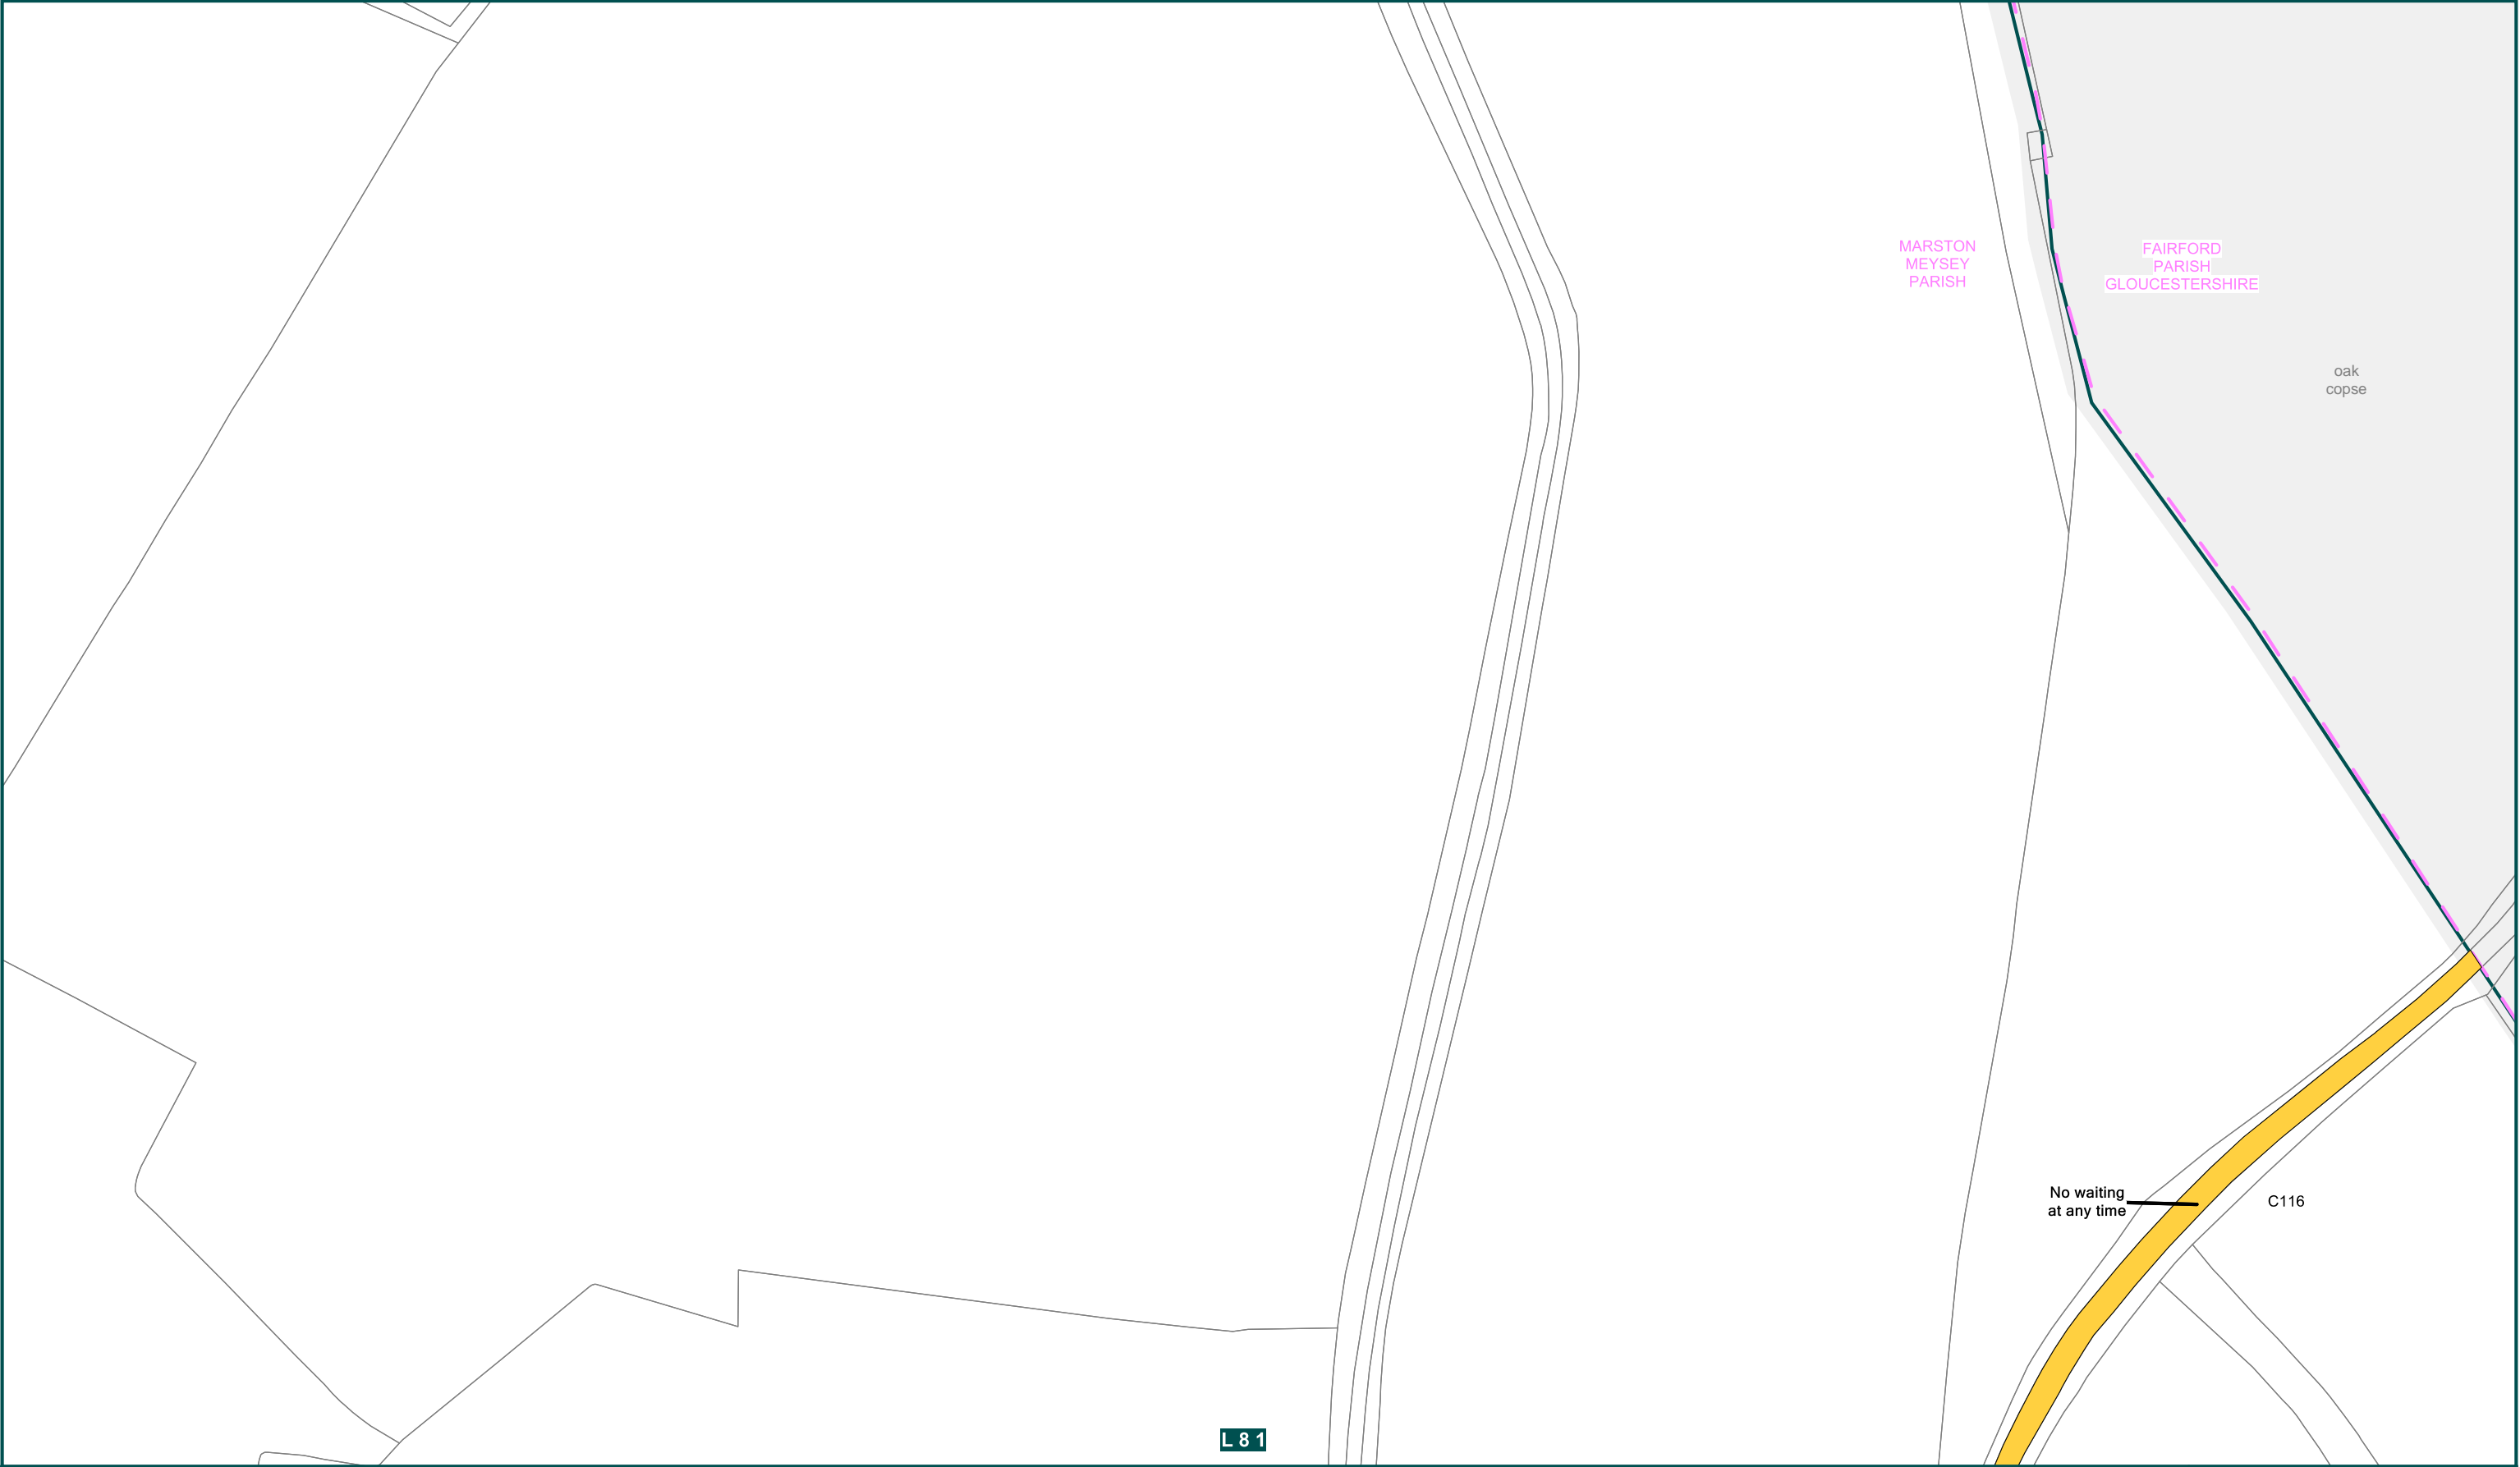 MARSTON
MEYSEY
PARISH
FAIRFORD
PARISH
GLOUCESTERSHIRE
oak
copse
No waiting
at any time
C116
L 8 1